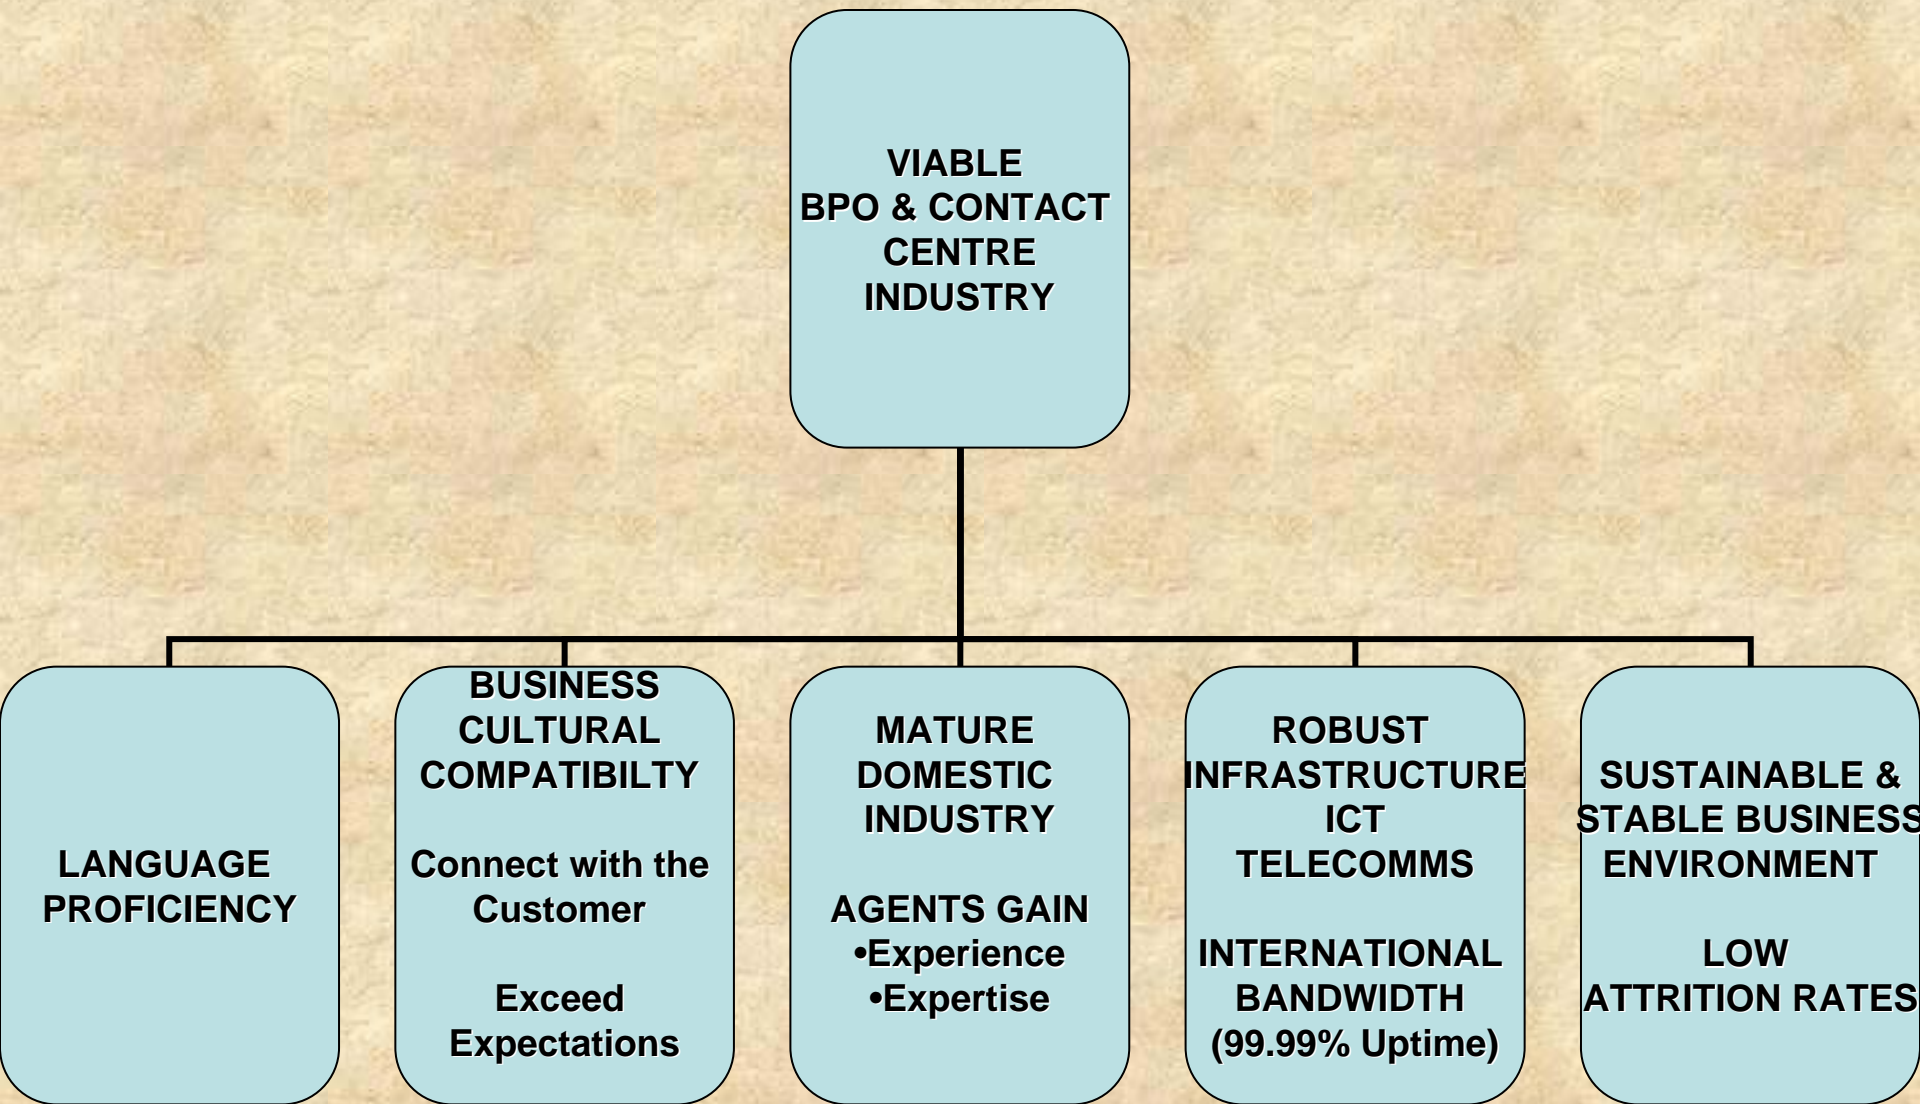 VIABLE
BPO & CONTACT
CENTRE
INDUSTRY
LANGUAGE
PROFICIENCY
BUSINESS
CULTURAL
COMPATIBILTY
Connect with the
Customer
Exceed
Expectations
MATURE
DOMESTIC
INDUSTRY
AGENTS GAIN
•Experience
•Expertise
ROBUST
INFRASTRUCTURE
ICT
TELECOMMS
INTERNATIONAL
BANDWIDTH
(99.99% Uptime)
SUSTAINABLE &
STABLE BUSINESS
ENVIRONMENT
LOW
ATTRITION RATES